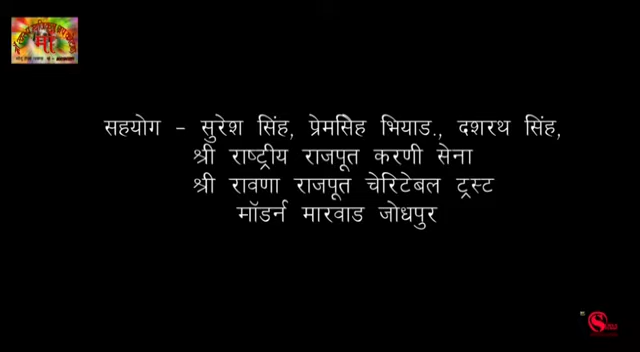 माँ
सहयोग - सुरेश सिंह, प्रेमसिेह भियाड., दशरथ सिंह,
श्री राष्ट्रीय राजपूत करणी सेना
श्री रावणा राजपूत चेरिटेबल ट्रस्ट
मॉडर्न मारवाड जोधपुर